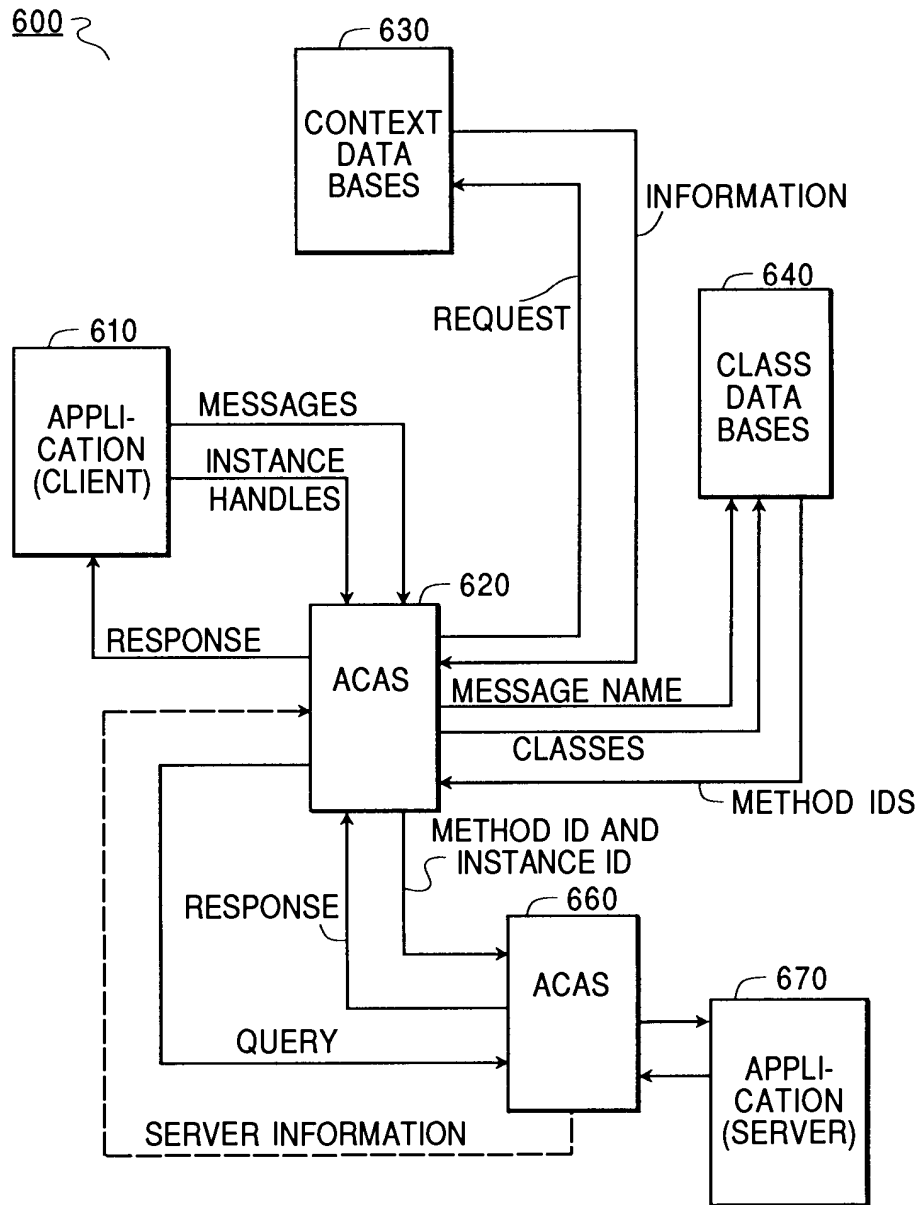 600
630
CONTEXT
DATA
BASES
INFORMATION
REQUEST
640
CLASS
DATA
BASES
610
APPLI-
CATION
(CLIENT)
MESSAGES
INSTANCE
HANDLES
RESPONSE
620
ACAS
MESSAGE NAME
CLASSES
METHOD IDS
METHOD ID AND
INSTANCE ID
RESPONSE
660
ACAS
QUERY
SERVER INFORMATION
670
APPLI-
CATION
(SERVER)